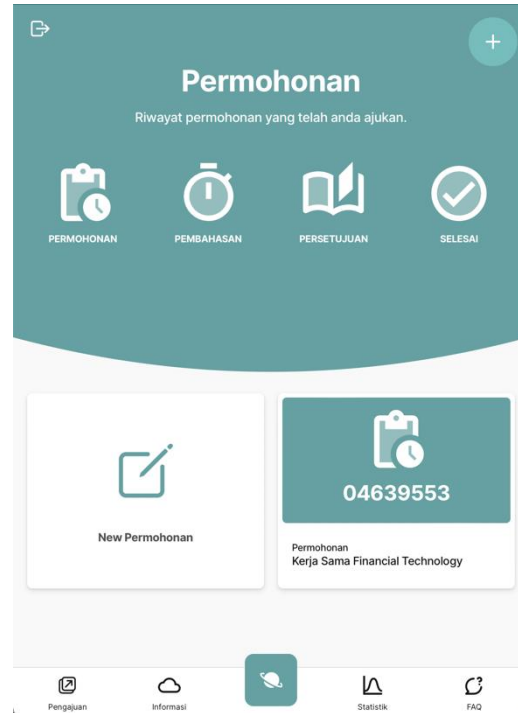 Permohonan
Riwayat permohonan yang telah anda ajukan.
PERMOHONAN
PEMBAHASAN
PERSETUJUAN
SELESAI
New Permohonan
04639553
Permohonan
Kerja Sama Financial Technology
Pengajuan
Informasi
Statistik
FAQ